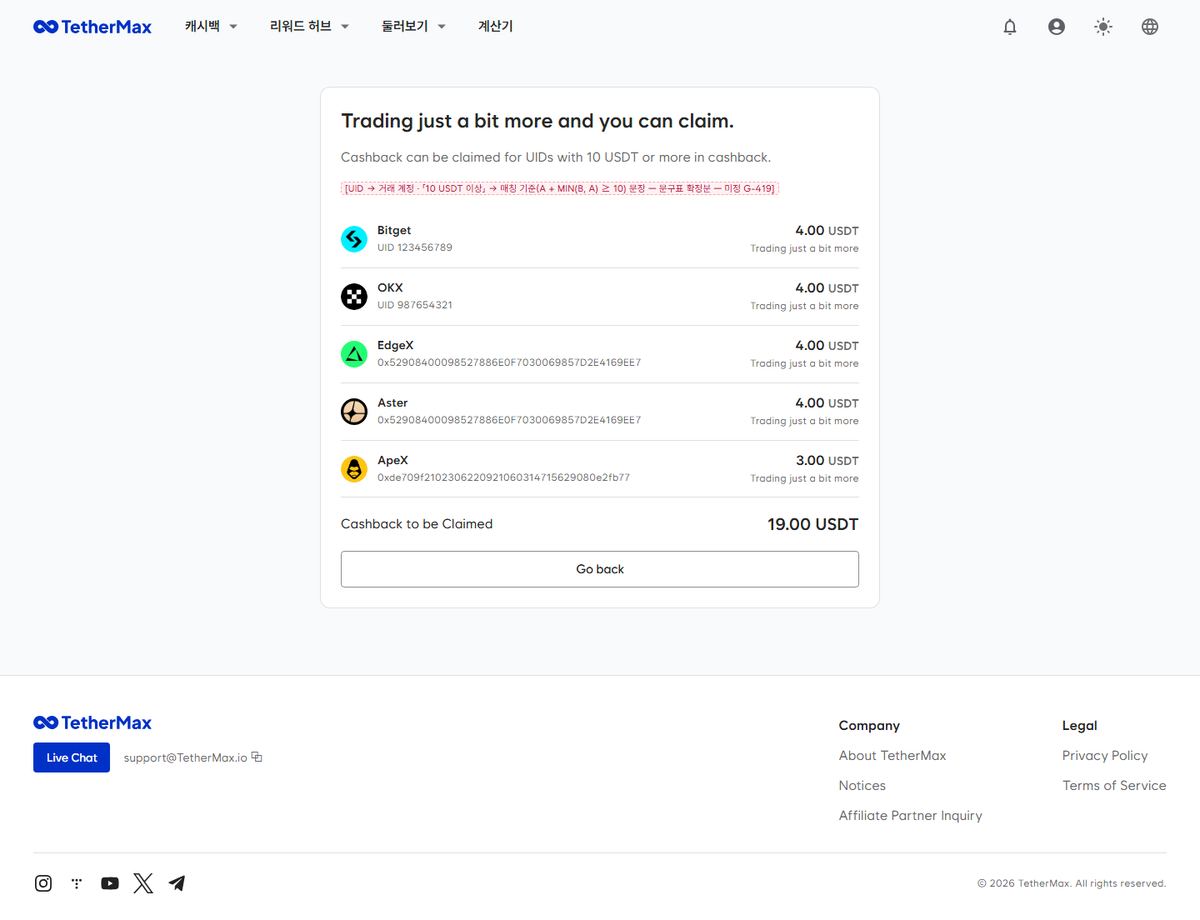 TetherMax
캐시백
리워드 허브
둘러보기
계산기
Trading just a bit more and you can claim.
Cashback can be claimed for UIDs with 10 USDT or more in cashback.
[UID → 거래 계정 · 「10 USDT 이상」 → 매칭 기준(A + MIN(B, A) ≥ 10) 문장 — 문구표 확정분 — 미정 G-419]
Bitget
4.00 USDT
UID 123456789
Trading just a bit more
OKX
4.00 USDT
UID 987654321
Trading just a bit more
EdgeX
4.00 USDT
0x52908400098527886E0F7030069857D2E4169EE7
Trading just a bit more
Aster
4.00 USDT
0x52908400098527886E0F7030069857D2E4169EE7
Trading just a bit more
ApeX
3.00 USDT
0xde709f2102306220921060314715629080e2fb77
Trading just a bit more
Cashback to be Claimed
19.00 USDT
Go back
TetherMax
Live Chat
support@TetherMax.io
Company
About TetherMax
Notices
Affiliate Partner Inquiry
Legal
Privacy Policy
Terms of Service
© 2026 TetherMax. All rights reserved.